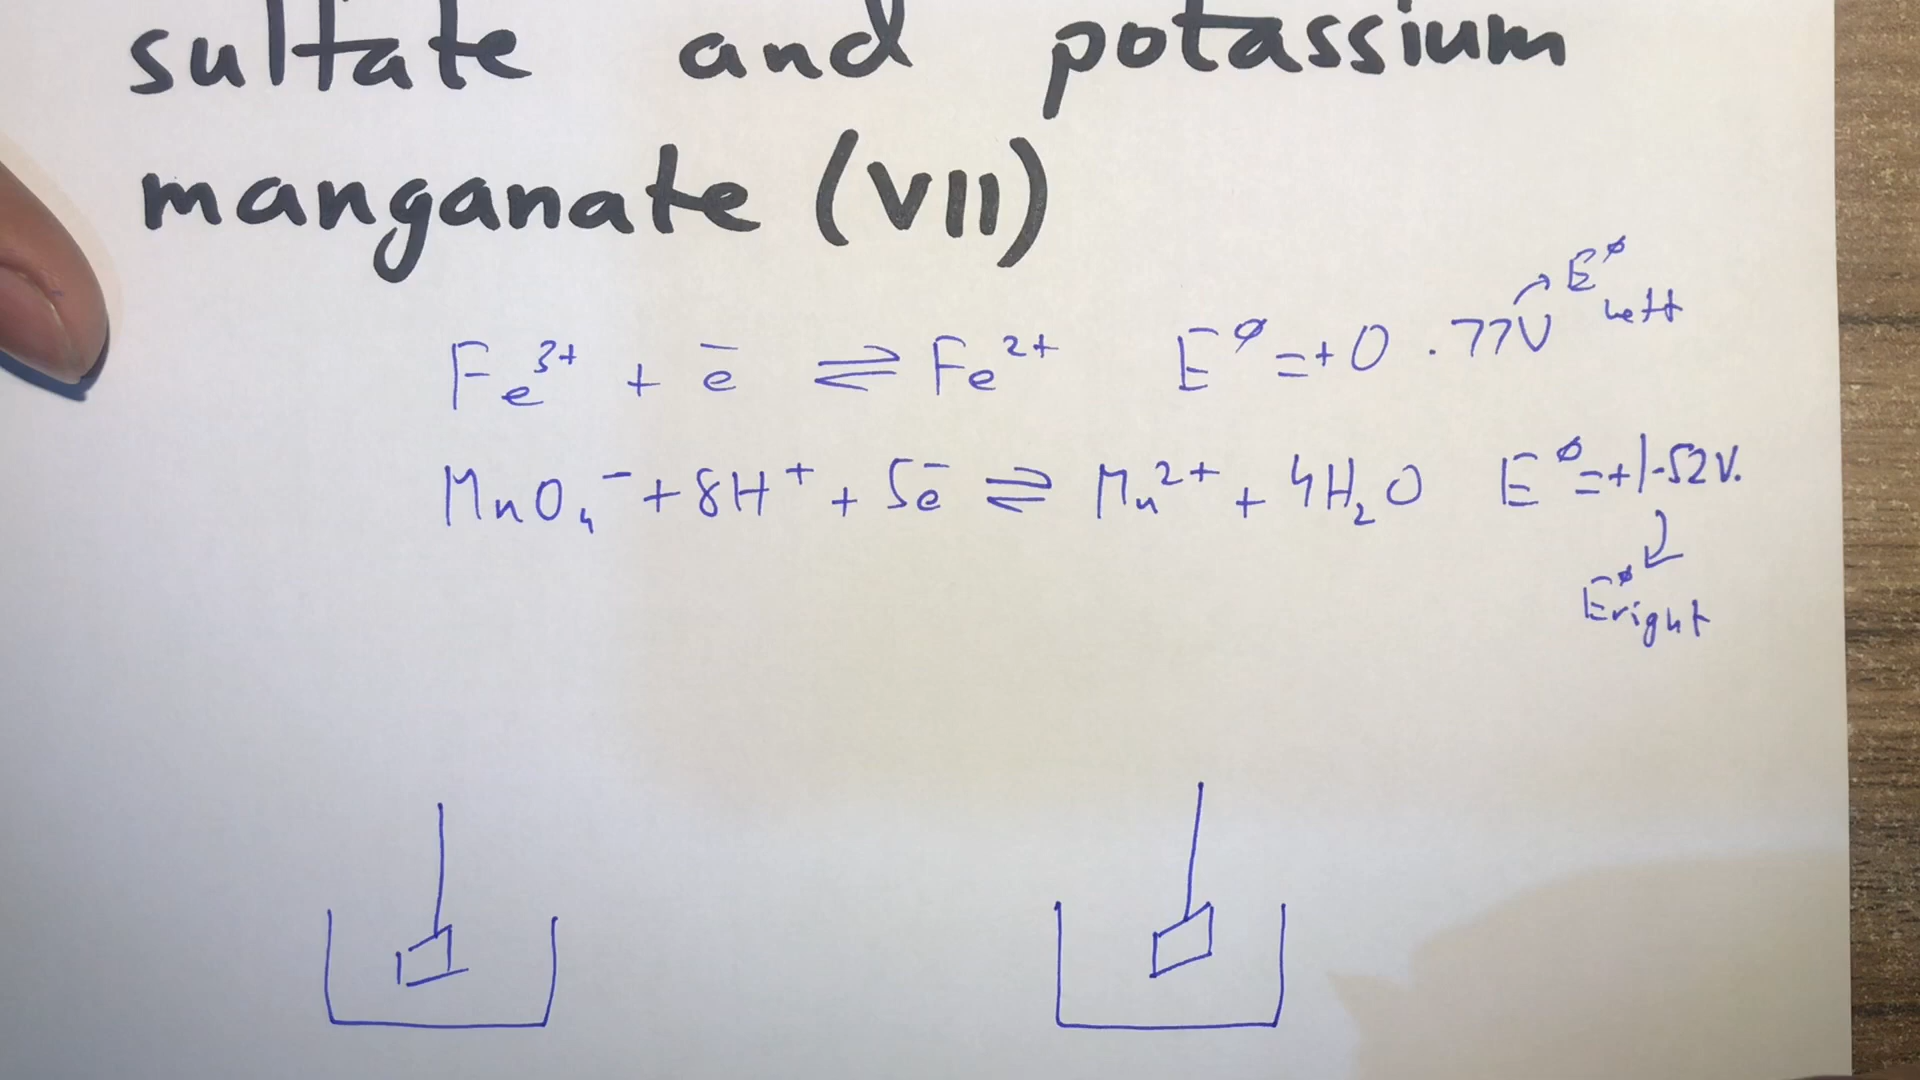 sulfate and potassium
manganate (VII)
Fe³⁺ + e⁻ ⇌ Fe²⁺ E° = +0.77V → E° Left
MnO₄⁻ + 8H⁺ + 5e⁻ ⇌ Mn²⁺ + 4H₂O E° = +1.52V.
E° right